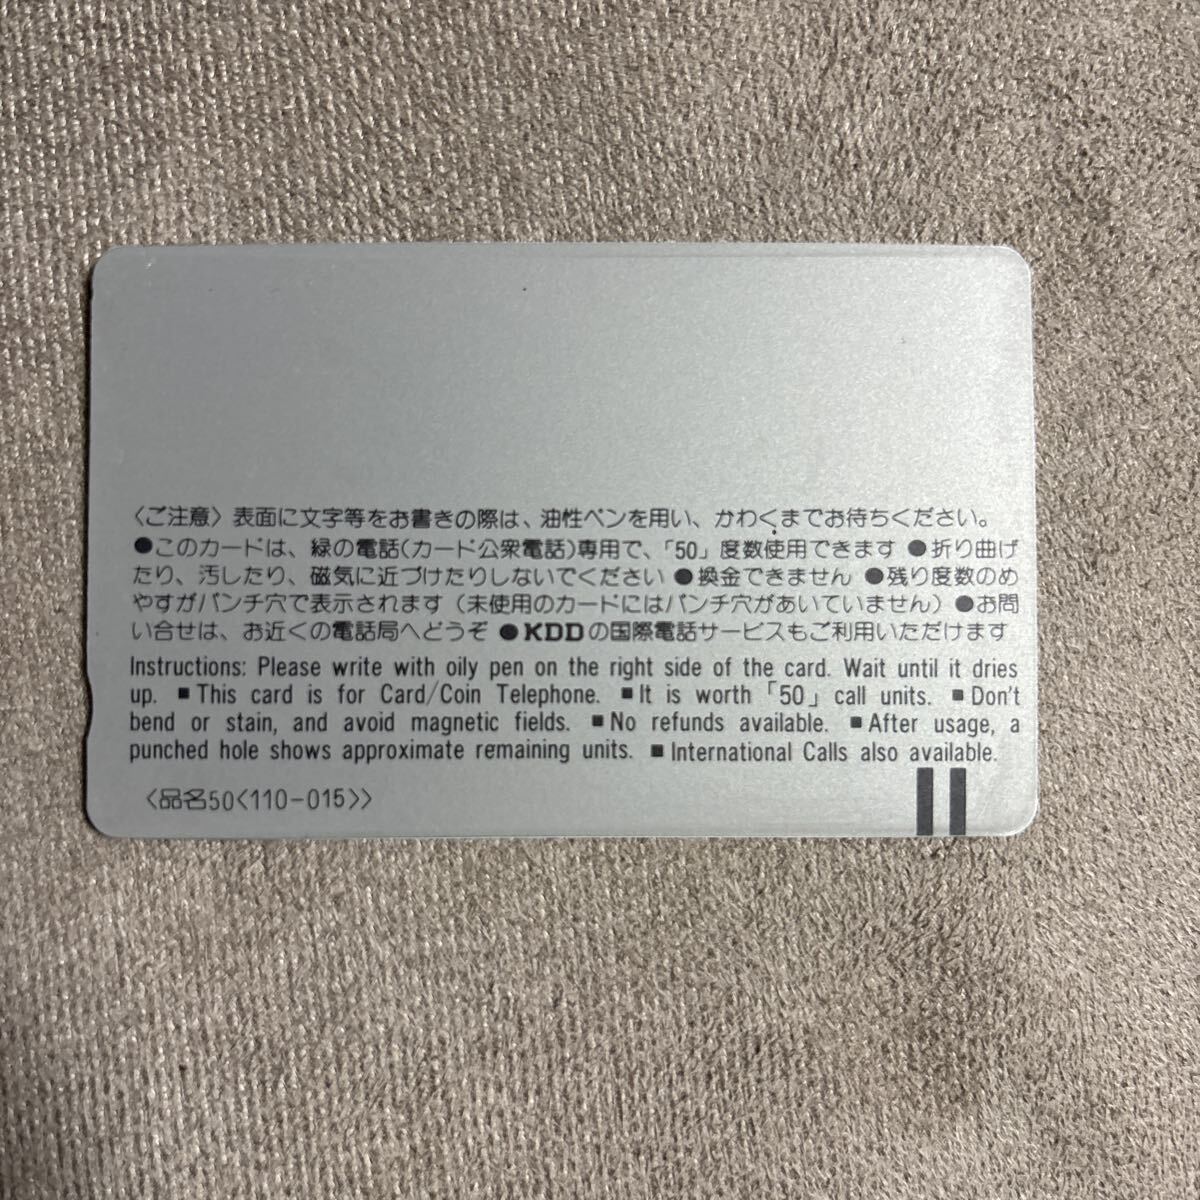 〈ご注意〉表面に文字等をお書きの際は、油性ペンを用い、かわくまでお待ちください。
●このカードは、緑の電話(カード公衆電話)専用で、「50」度数使用できます ●折り曲げ
たり、汚したり、磁気に近づけたりしないでください ●換金できません ●残り度数のめ
やすがパンチ穴で表示されます(未使用のカードにはパンチ穴があいていません) ●お問
い合せは、お近くの電話局へどうぞ ●KDDの国際電話サービスもご利用いただけます
Instructions: Please write with oily pen on the right side of the card. Wait until it dries
up. ■This card is for Card/Coin Telephone. ■It is worth「50」call units. ■Don't
bend or stain, and avoid magnetic fields. ■No refunds available. ■After usage, a
punched hole shows approximate remaining units. ■International Calls also available.
〈品名50〈110-015〉〉